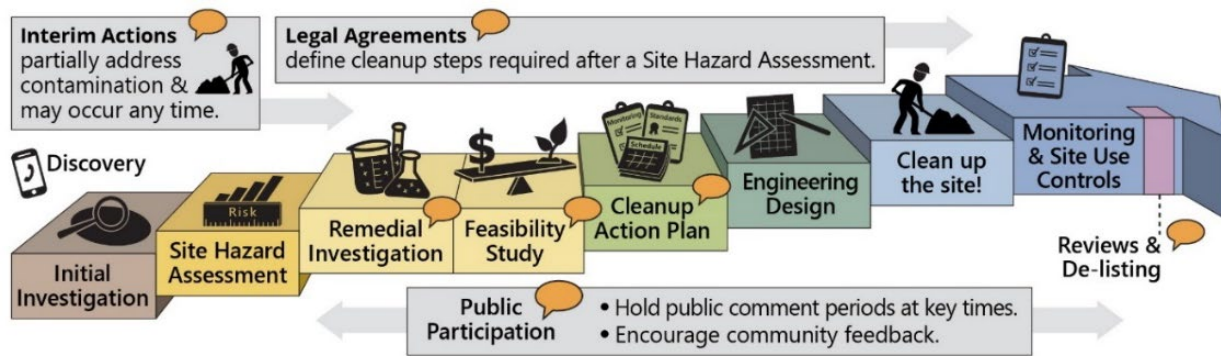 Interim Actions
partially address
contamination &
may occur any time.
Legal Agreements
define cleanup steps required after a Site Hazard Assessment.
Discovery
Initial
Investigation
Risk
Site Hazard
Assessment
Remedial
Investigation
$
Feasibility
Study
Monitoring
Standards
Schedule
Cleanup
Action Plan
Engineering
Design
Clean up
the site!
Monitoring
& Site Use
Controls
Reviews &
De-listing
Public
Participation
• Hold public comment periods at key times.
• Encourage community feedback.